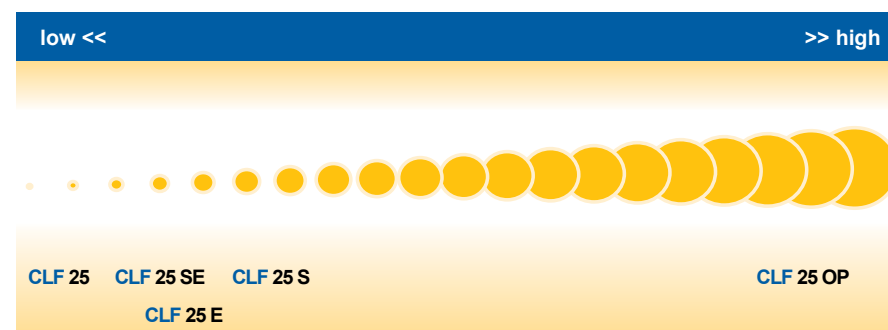 low <<
>> high
CLF 25
CLF 25 SE
CLF 25 S
CLF 25 OP
CLF 25 E